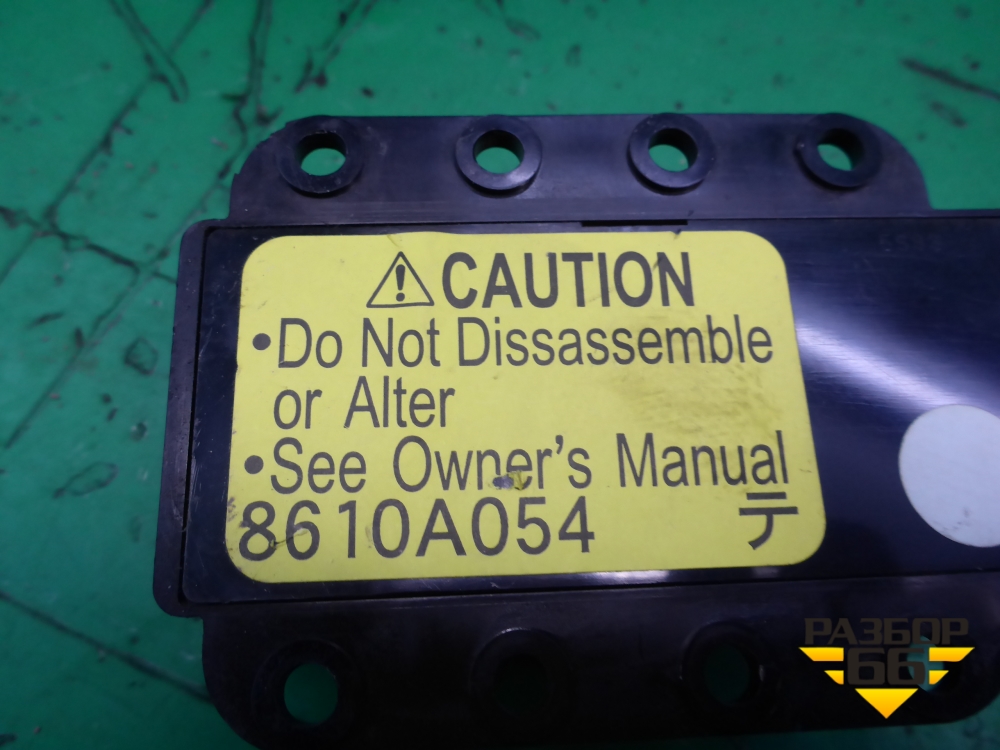 CAUTION
•Do Not Dissassemble
or Alter
•See Owner's Manual
8610A054 テ
РАЗБОР
66